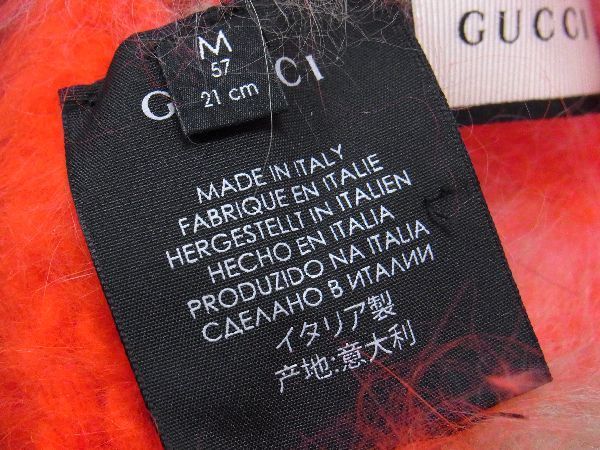 M
57
21 cm
GUCCI
GUCCI
MADE IN ITALY
FABRIQUE EN ITALIE
HERGESTELLT IN ITALIEN
HECHO EN ITALIA
PRODUZIDO NA ITALIA
СДЕЛАНО В ИТАЛИИ
イタリア製
产地:意大利